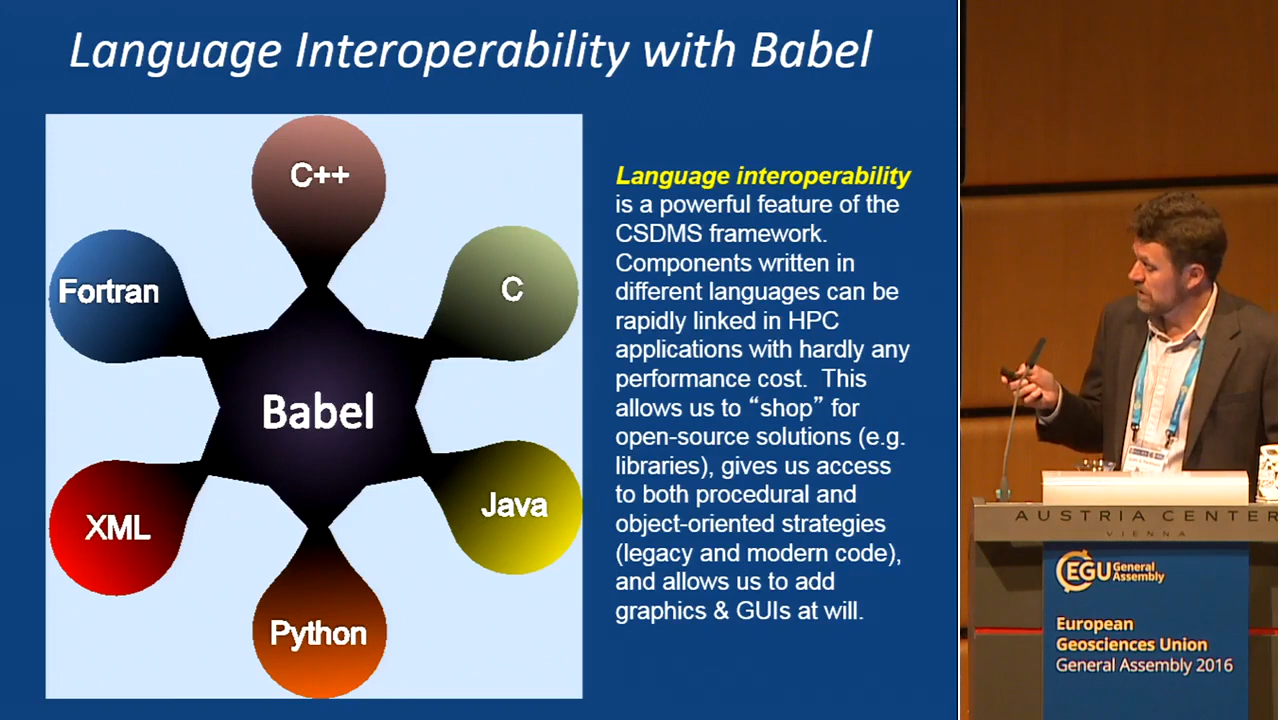 Language Interoperability with Babel
C++
Fortran
C
Babel
XML
Java
Python
Language interoperability
is a powerful feature of the
CSDMS framework.
Components written in
different languages can be
rapidly linked in HPC
applications with hardly any
performance cost.  This
allows us to “shop” for
open-source solutions (e.g.
libraries), gives us access
to both procedural and
object-oriented strategies
(legacy and modern code),
and allows us to add
graphics & GUIs at will.
AUSTRIA CENTER
VIENNA
EGU General
Assembly
European
Geosciences Union
General Assembly 2016